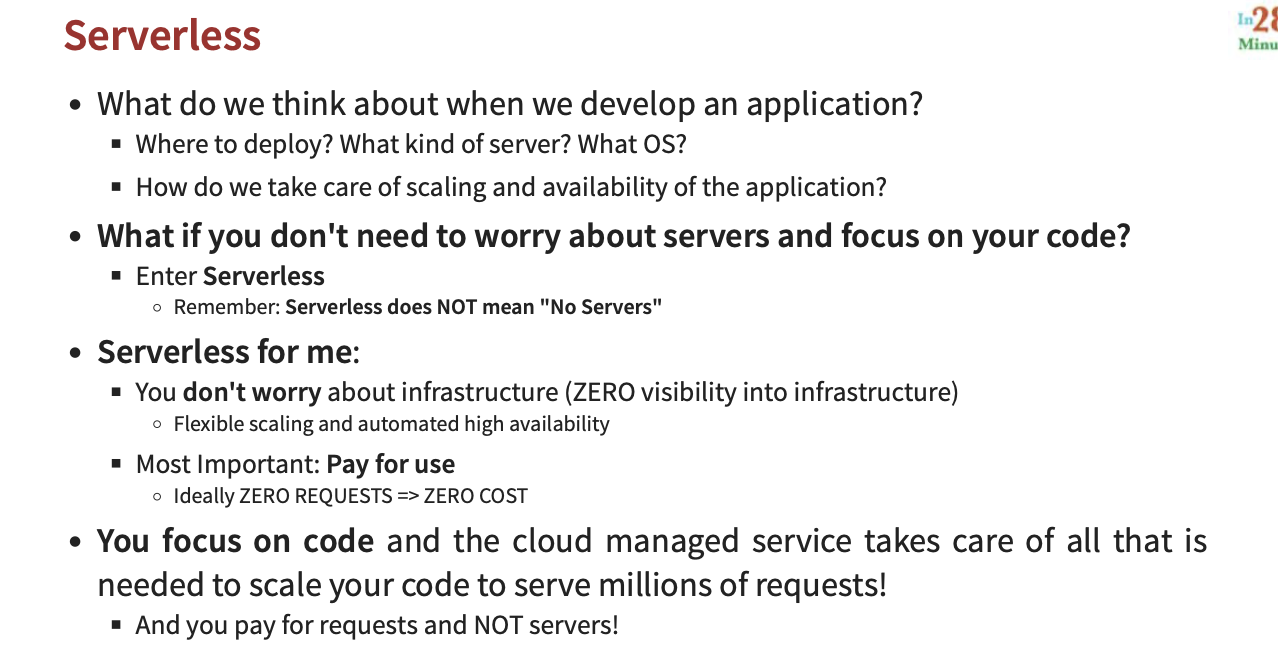 Serverless
In28
Minu
• What do we think about when we develop an application?
▪ Where to deploy? What kind of server? What OS?
▪ How do we take care of scaling and availability of the application?
• What if you don't need to worry about servers and focus on your code?
▪ Enter Serverless
○ Remember: Serverless does NOT mean "No Servers"
• Serverless for me:
▪ You don't worry about infrastructure (ZERO visibility into infrastructure)
○ Flexible scaling and automated high availability
▪ Most Important: Pay for use
○ Ideally ZERO REQUESTS => ZERO COST
• You focus on code and the cloud managed service takes care of all that is
needed to scale your code to serve millions of requests!
▪ And you pay for requests and NOT servers!